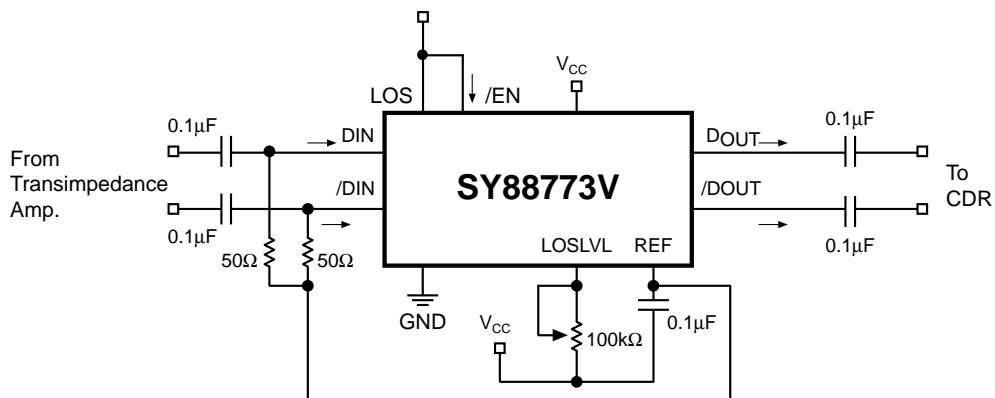 LOS
/EN
VCC
0.1µF
DIN
DOUT
0.1µF
From
Transimpedance
Amp.
/DIN
SY88773V
/DOUT
To
CDR
0.1µF
0.1µF
50Ω
50Ω
LOSLVL
REF
GND
VCC
100kΩ
0.1µF